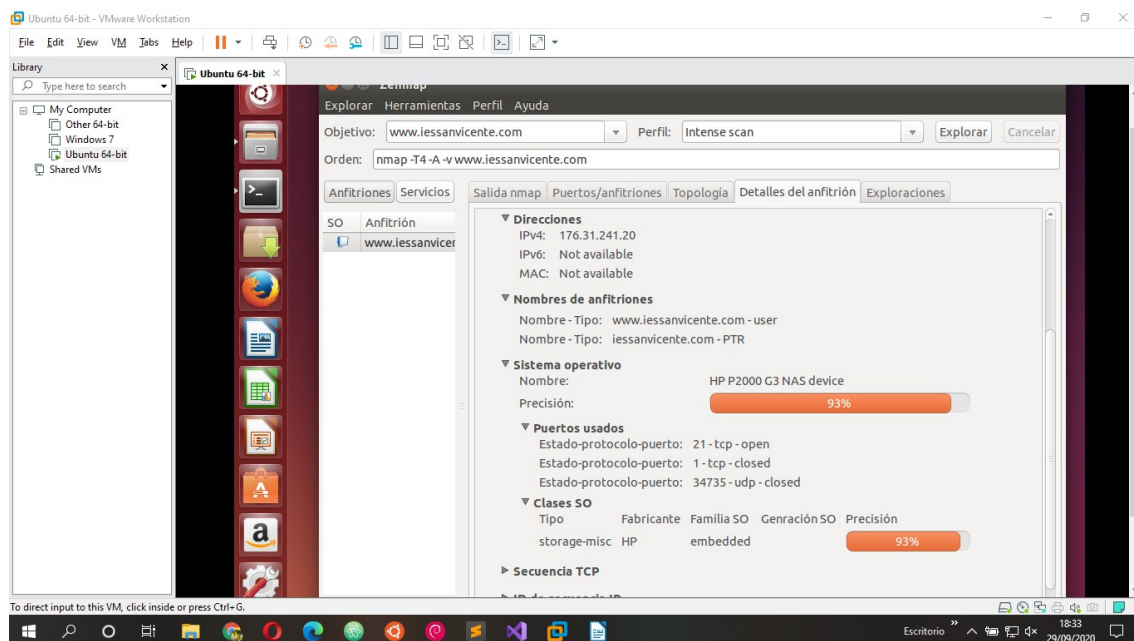 Ubuntu 64-bit - VMware Workstation
File Edit View VM Tabs Help
Library
Type here to search
My Computer
Other 64-bit
Windows 7
Ubuntu 64-bit
Shared VMs
Ubuntu 64-bit
Zenmap
Explorar Herramientas Perfil Ayuda
Objetivo: www.iessanvicente.com Perfil: Intense scan Explorar Cancelar
Orden: nmap -T4 -A -v www.iessanvicente.com
Anfitriones Servicios Salida nmap Puertos/anfitriones Topología Detalles del anfitrión Exploraciones
SO Anfitrión
www.iessanvicer
Direcciones
IPv4: 176.31.241.20
IPv6: Not available
MAC: Not available
Nombres de anfitriones
Nombre - Tipo: www.iessanvicente.com - user
Nombre - Tipo: iessanvicente.com - PTR
Sistema operativo
Nombre: HP P2000 G3 NAS device
Precisión: 93%
Puertos usados
Estado-protocolo-puerto: 21 - tcp - open
Estado-protocolo-puerto: 1 - tcp - closed
Estado-protocolo-puerto: 34735 - udp - closed
Clases SO
Tipo Fabricante Familia SO Genración SO Precisión
storage-misc HP embedded 93%
Secuencia TCP
To direct input to this VM, click inside or press Ctrl+G.
Escritorio
18:33
29/09/2020